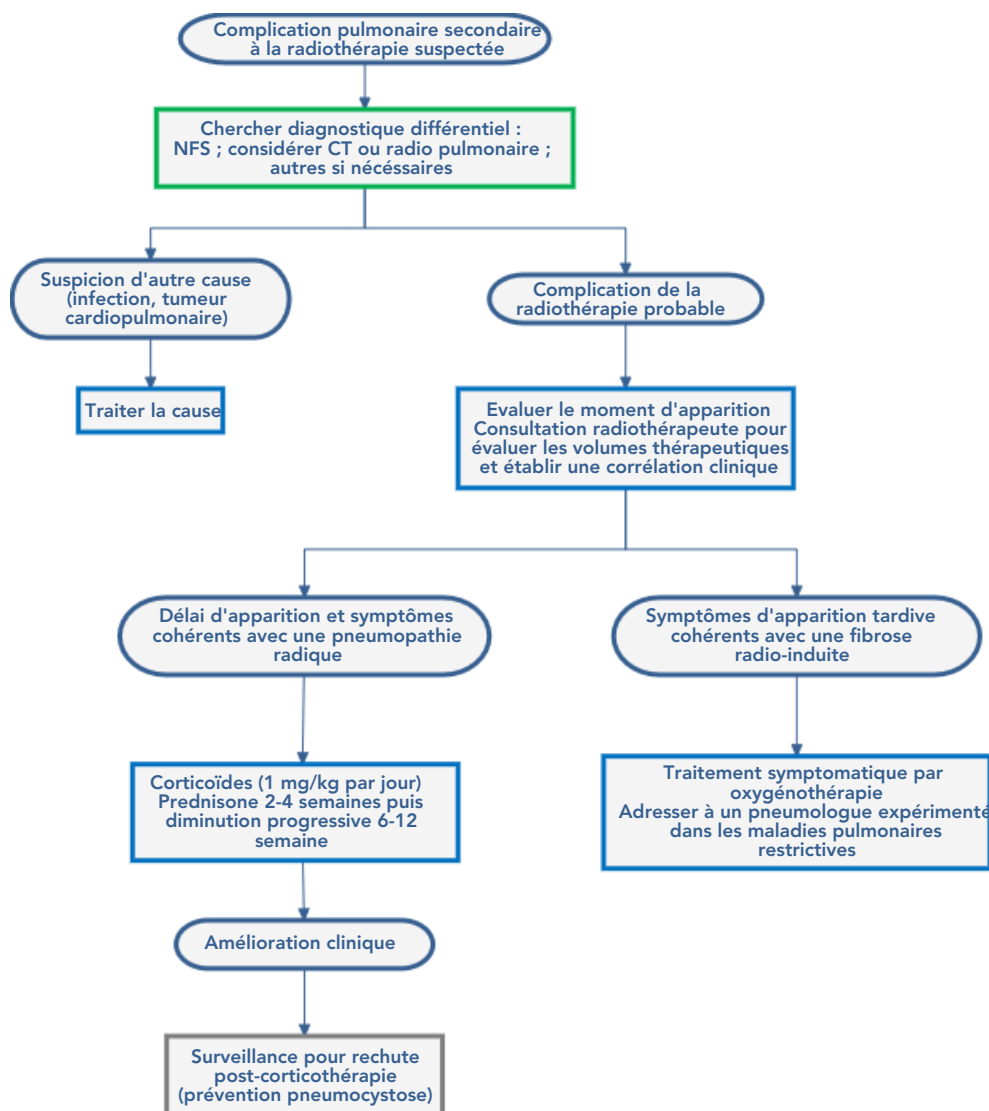 Complication pulmonaire secondaire
à la radiothérapie suspectée
Chercher diagnostique différentiel :
NFS ; considérer CT ou radio pulmonaire ;
autres si nécéssaires
Suspicion d'autre cause
(infection, tumeur
cardiopulmonaire)
Complication de la
radiothérapie probable
Traiter la cause
Evaluer le moment d'apparition
Consultation radiothérapeute pour
évaluer les volumes thérapeutiques
et établir une corrélation clinique
Délai d'apparition et symptômes
cohérents avec une pneumopathie
radique
Symptômes d'apparition tardive
cohérents avec une fibrose
radio-induite
Corticoïdes (1 mg/kg par jour)
Prednisone 2-4 semaines puis
diminution progressive 6-12
semaine
Traitement symptomatique par
oxygénothérapie
Adresser à un pneumologue expérimenté
dans les maladies pulmonaires
restrictives
Amélioration clinique
Surveillance pour rechute
post-corticothérapie
(prévention pneumocystose)